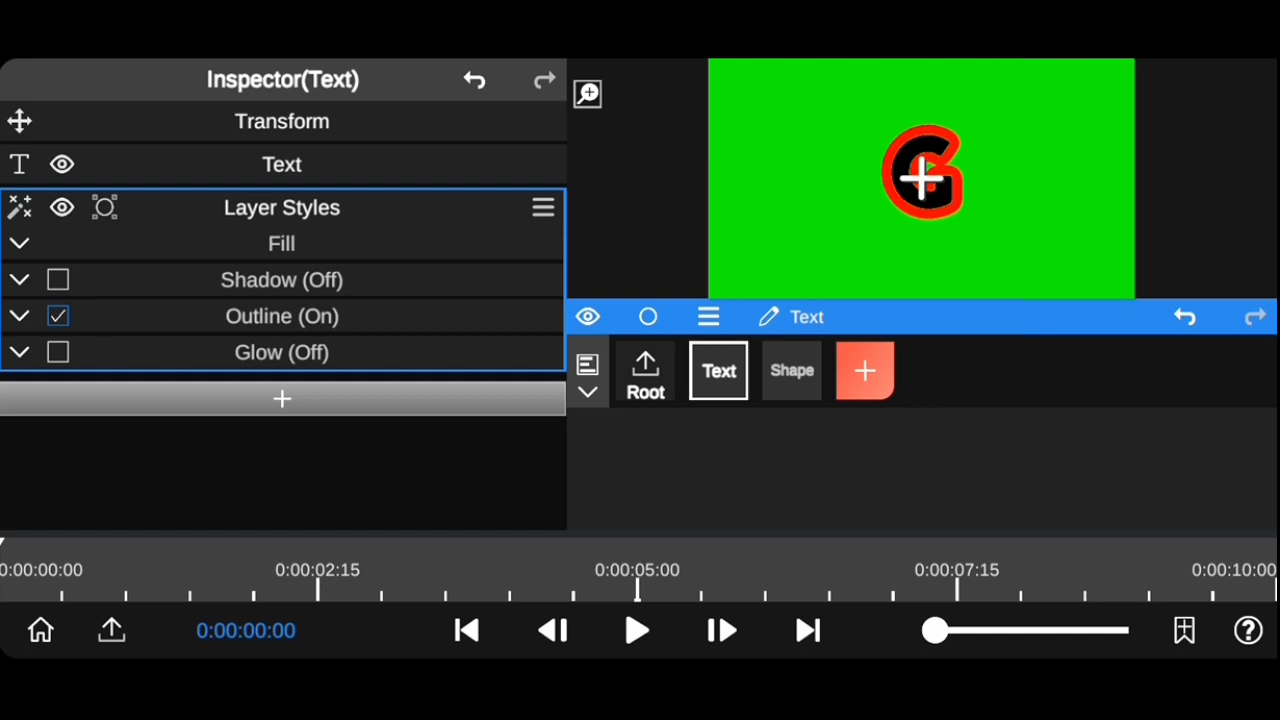 Inspector(Text)
Transform
Text
Layer Styles
Fill
Shadow (Off)
Outline (On)
Glow (Off)
G
Text
Root
Text
Shape
0:00:00:00
0:00:02:15
0:00:05:00
0:00:07:15
0:00:10:00
0:00:00:00